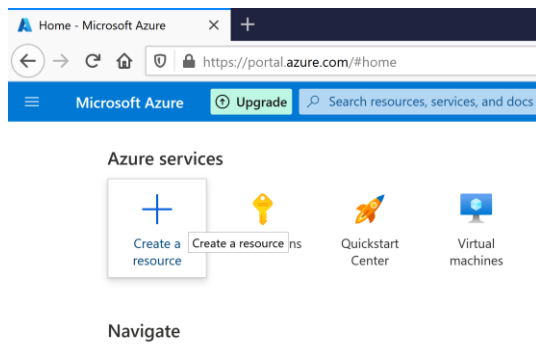 Home - Microsoft Azure
https://portal.azure.com/#home
Microsoft Azure Upgrade Search resources, services, and docs
Azure services
Create a resource
Create a resource
ns
Quickstart Center
Virtual machines
Navigate